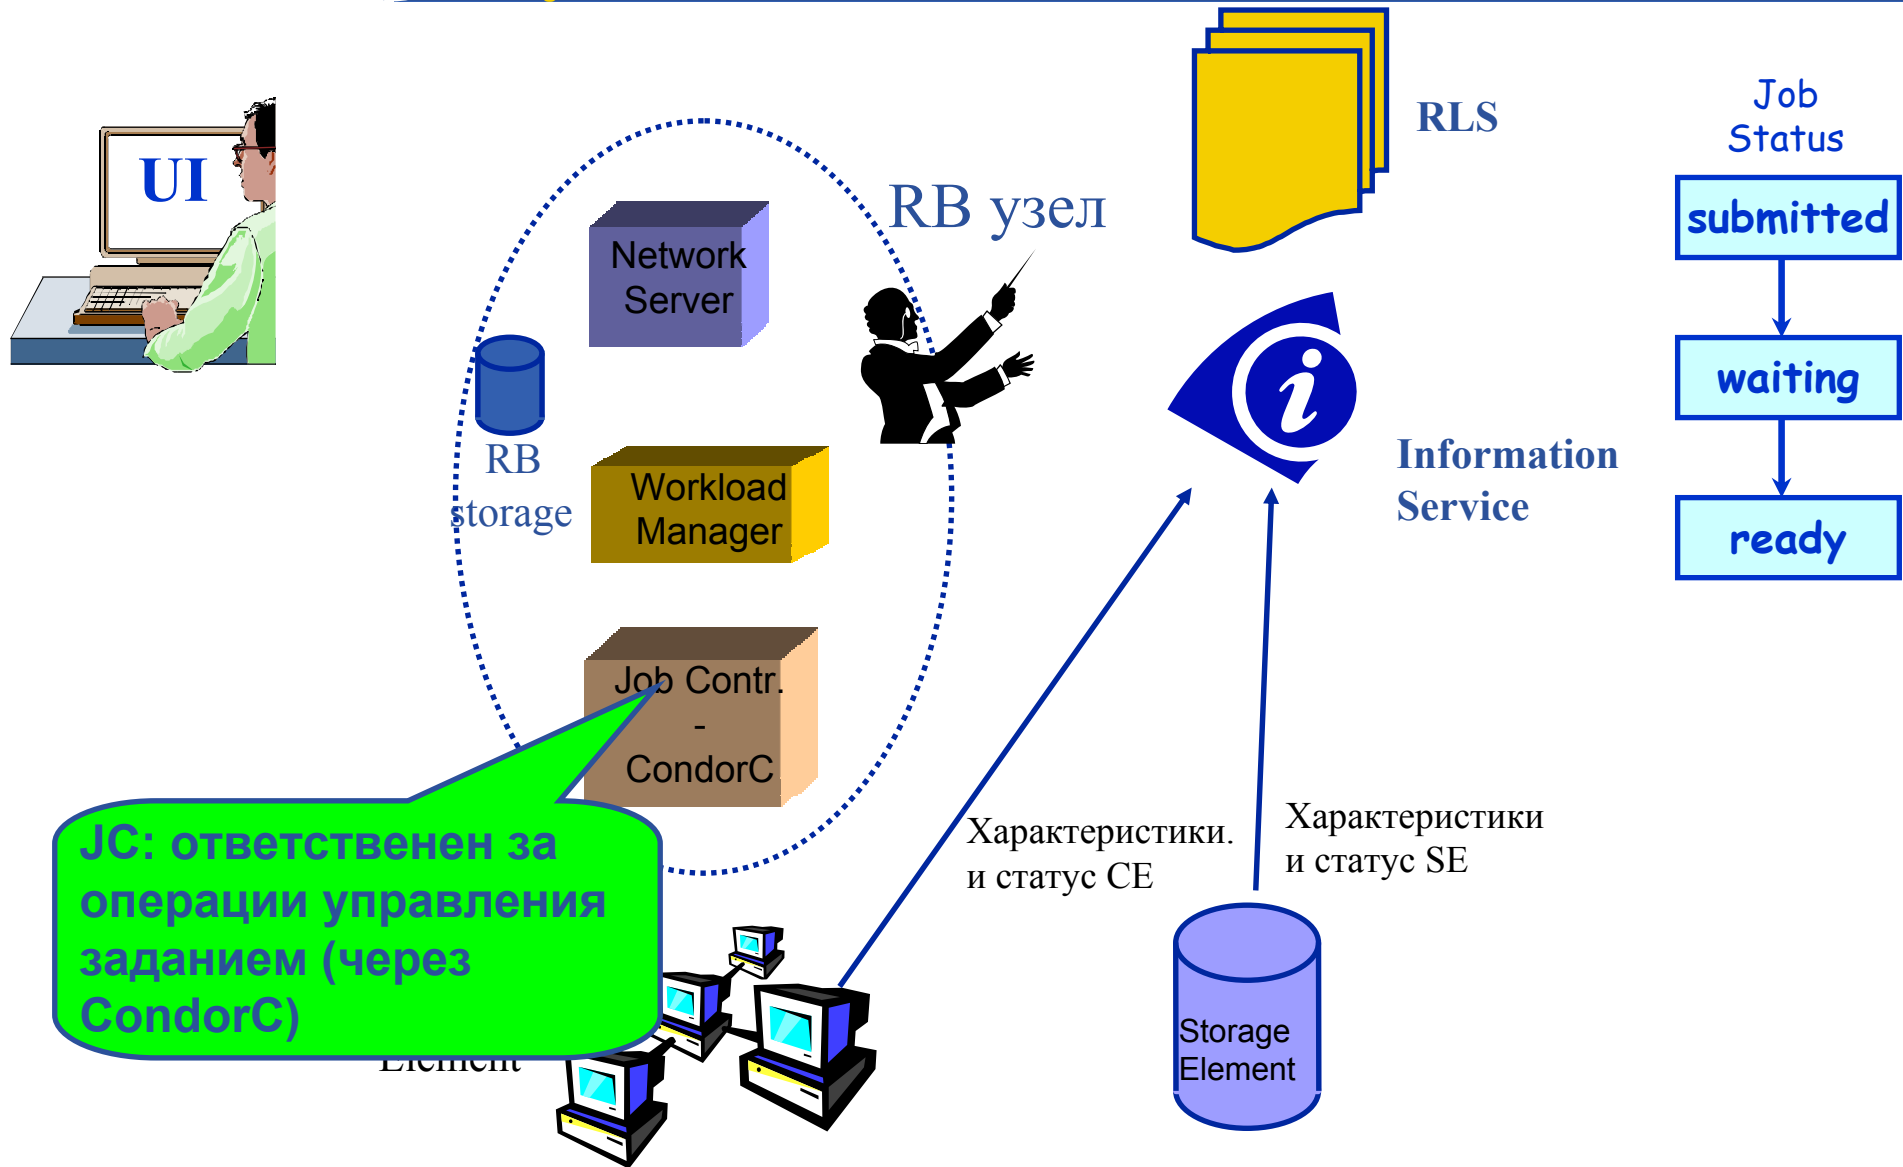 UI
RB узел
Network
Server
RB
storage
Workload
Manager
Job Contr.
-
CondorC
JC: ответственен за
операции управления
заданием (через
CondorC)
Element
RLS
Information
Service
Характеристики.
и статус CE
Характеристики
и статус SE
Storage
Element
Job
Status
submitted
waiting
ready